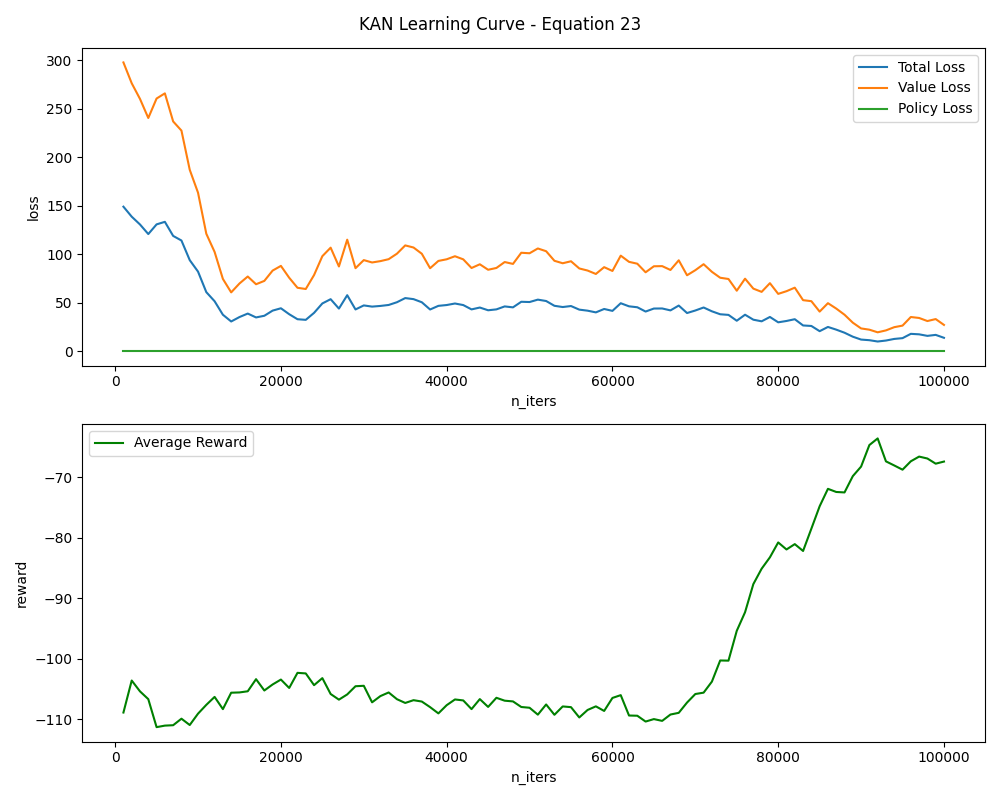 KAN Learning Curve - Equation 23
300
250
200
150
100
50
0
loss
Total Loss
Value Loss
Policy Loss
0
20000
40000
60000
80000
100000
n_iters
−70
−80
−90
−100
−110
reward
Average Reward
0
20000
40000
60000
80000
100000
n_iters